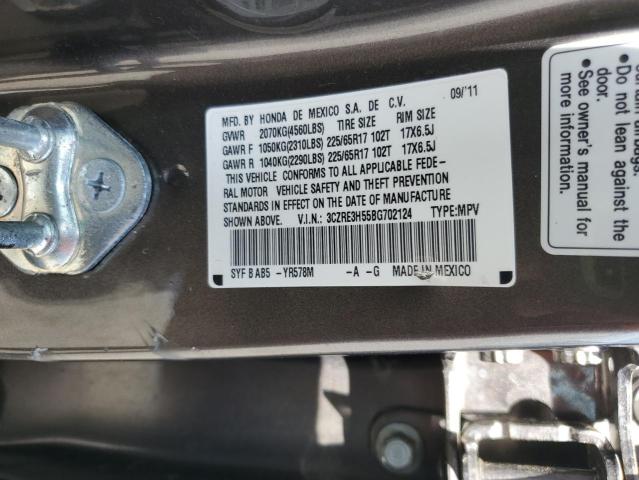 MFD. BY HONDA DE MEXICO S.A. DE C.V. 09/'11
GVWR 2070KG(4560LBS) TIRE SIZE RIM SIZE
GAWR F 1050KG(2310LBS) 225/65R17 102T 17X6.5J
GAWR R 1040KG(2290LBS) 225/65R17 102T 17X6.5J
THIS VEHICLE CONFORMS TO ALL APPLICABLE FEDE-
RAL MOTOR VEHICLE SAFETY AND THEFT PREVENTION
STANDARDS IN EFFECT ON THE DATE OF MANUFACTURE
SHOWN ABOVE. V.I.N.: 3CZRE3H55BG702124 TYPE:MPV
SYF B AB5 -YR578M -A -G MADE IN MEXICO
• Do not lean against the
door.
• See owner's manual for
more information.